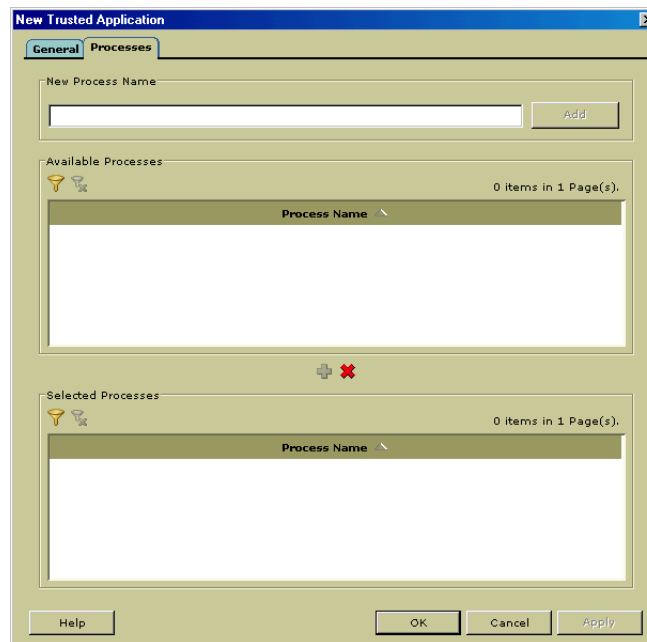 New Trusted Application
General Processes
New Process Name
Add
Available Processes
0 items in 1 Page(s).
Process Name
Selected Processes
0 items in 1 Page(s).
Process Name
Help OK Cancel Apply